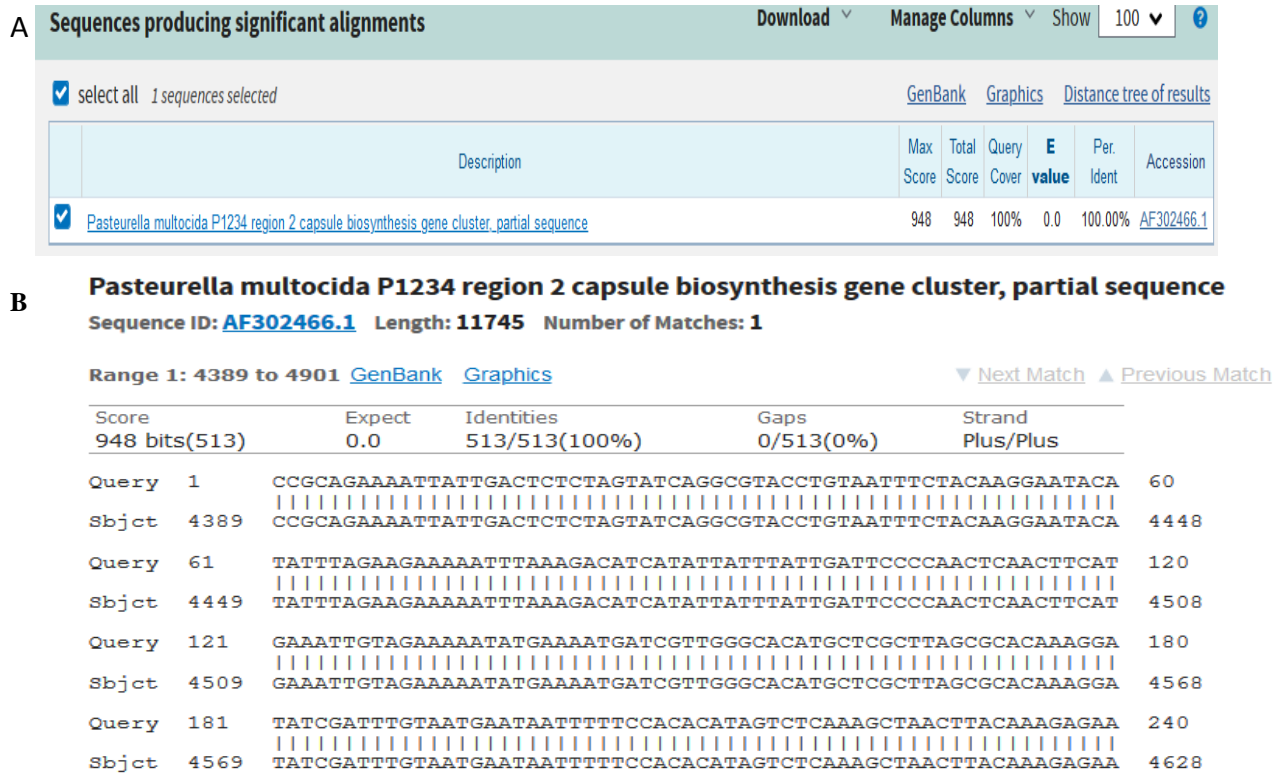 A
Sequences producing significant alignments Download Manage Columns Show 100 ?
select all 1 sequences selected GenBank Graphics Distance tree of results
Description Max Score Total Score Query Cover E value Per. Ident Accession
Pasteurella multocida P1234 region 2 capsule biosynthesis gene cluster, partial sequence 948 948 100% 0.0 100.00% AF302466.1
B
Pasteurella multocida P1234 region 2 capsule biosynthesis gene cluster, partial sequence
Sequence ID: AF302466.1 Length: 11745 Number of Matches: 1
Range 1: 4389 to 4901 GenBank Graphics Next Match Previous Match
Score Expect Identities Gaps Strand
948 bits(513) 0.0 513/513(100%) 0/513(0%) Plus/Plus
Query 1 CCGCAGAAAATTATTGACTCTCTAGTATCAGGCGTACCTGTAATTTCTACAAGGAATACA 60
Sbjct 4389 CCGCAGAAAATTATTGACTCTCTAGTATCAGGCGTACCTGTAATTTCTACAAGGAATACA 4448
Query 61 TATTTAGAAGAAAAATTTAAAGACATCATATTATTTATTGATTCCCCAACTCAACTTCAT 120
Sbjct 4449 TATTTAGAAGAAAAATTTAAAGACATCATATTATTTATTGATTCCCCAACTCAACTTCAT 4508
Query 121 GAAATTGTAGAAAAATATGAAAATGATCGTTGGGCACATGCTCGCTTAGCGCACAAAGGA 180
Sbjct 4509 GAAATTGTAGAAAAATATGAAAATGATCGTTGGGCACATGCTCGCTTAGCGCACAAAGGA 4568
Query 181 TATCGATTTGTAATGAATAATTTTTCCACACATAGTCTCAAAGCTAACTTACAAAGAGAA 240
Sbjct 4569 TATCGATTTGTAATGAATAATTTTTCCACACATAGTCTCAAAGCTAACTTACAAAGAGAA 4628